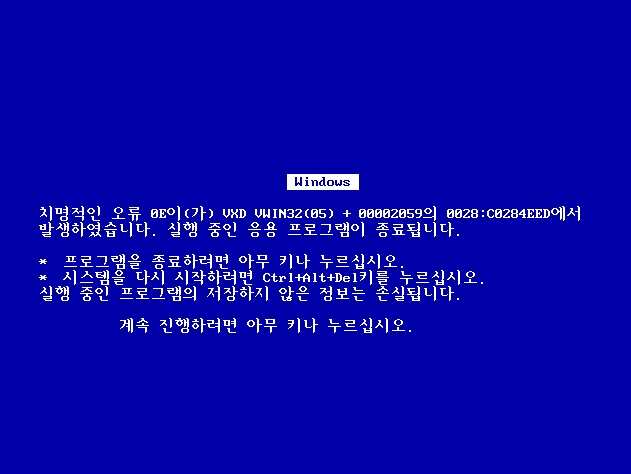 Windows
치명적인 오류 0E이(가) VXD VWIN32(05) + 00002059의 0028:C0284EED에서
발생하였습니다. 실행 중인 응용 프로그램이 종료됩니다.
*  프로그램을 종료하려면 아무 키나 누르십시오.
*  시스템을 다시 시작하려면 Ctrl+Alt+Del키를 누르십시오.
실행 중인 프로그램의 저장하지 않은 정보는 손실됩니다.
계속 진행하려면 아무 키나 누르십시오.